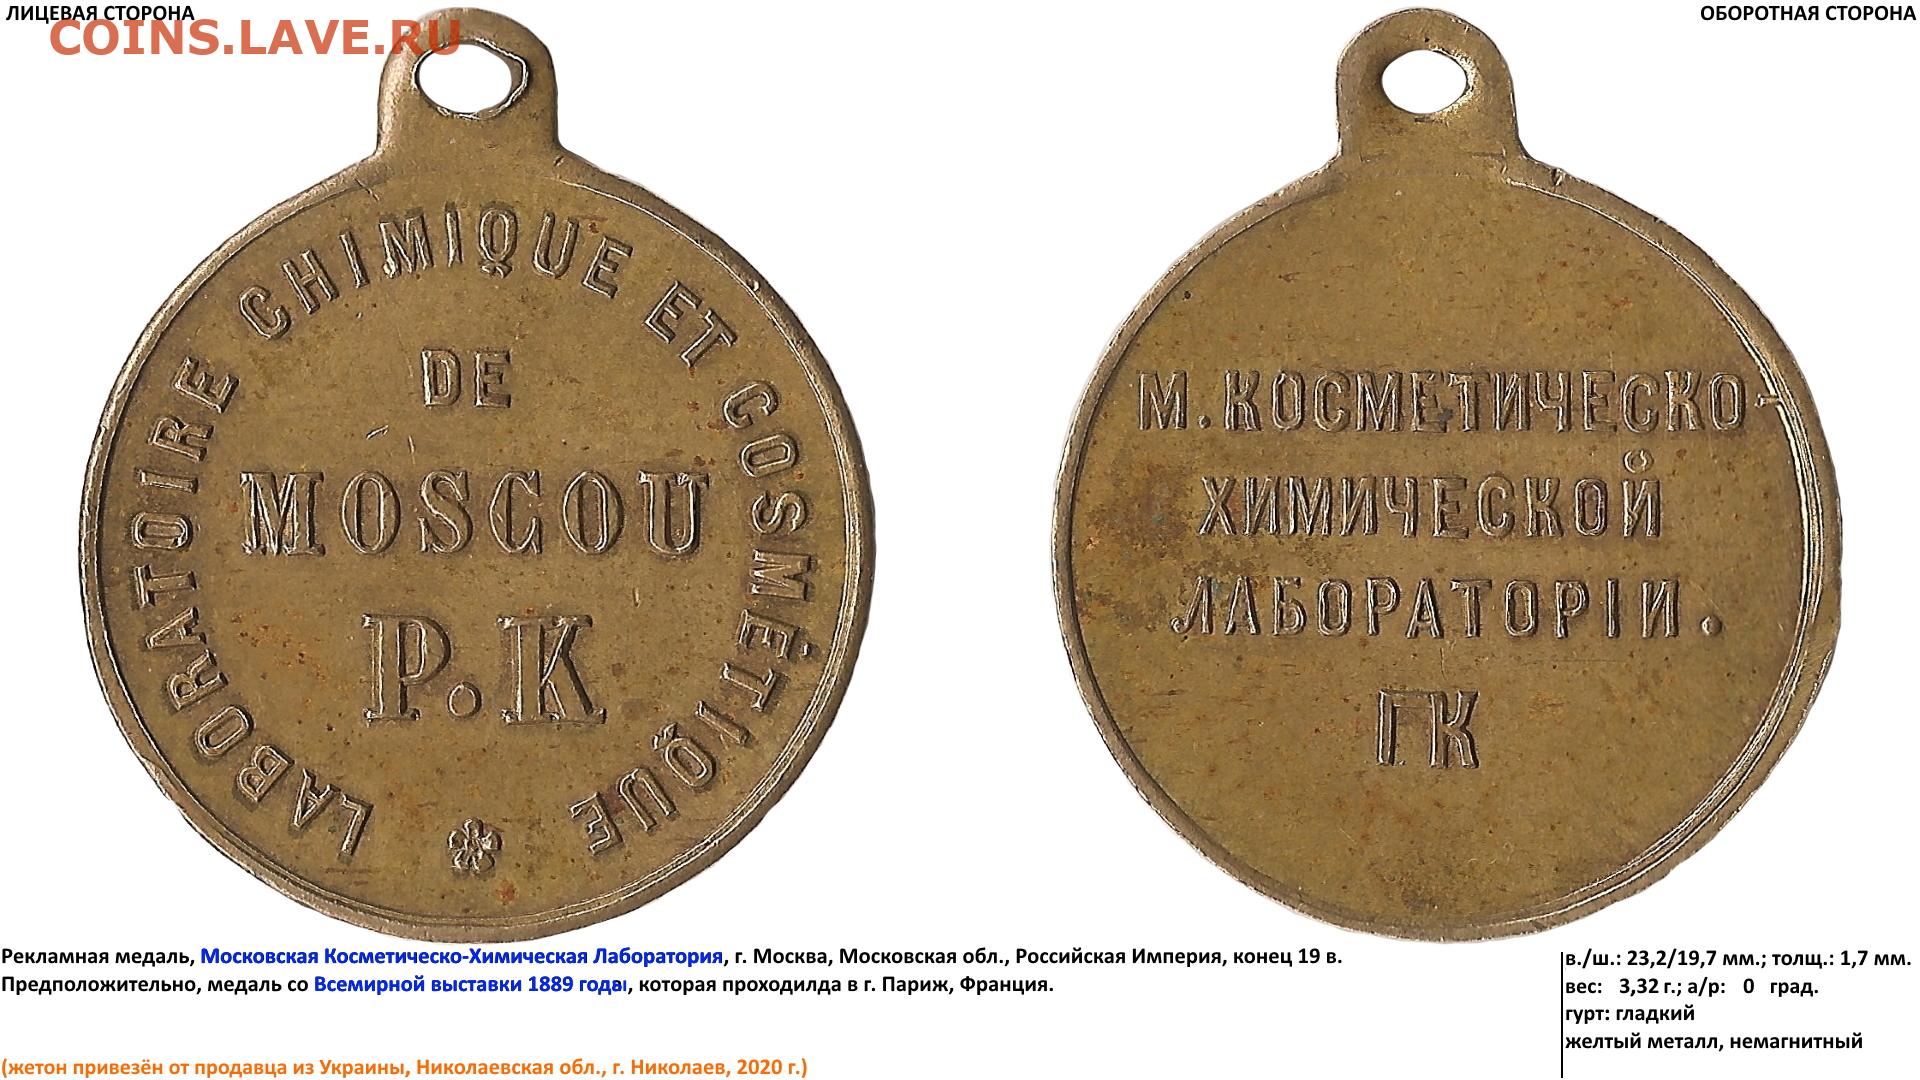 ЛИЦЕВАЯ СТОРОНА
ОБОРОТНАЯ СТОРОНА
COINS.LAVE.RU
LABORATOIRE CHIMIQUE ET COSMÉTIQUE
DE
MOSCOU
P.K
М. КОСМЕТИЧЕСКО-
ХИМИЧЕСКОЙ
ЛАБОРАТОРІИ.
ГК
Рекламная медаль, Московская Косметическо-Химическая Лаборатория, г. Москва, Московская обл., Российская Империя, конец 19 в.
Предположительно, медаль со Всемирной выставки 1889 годы, которая проходилда в г. Париж, Франция.
(жетон привезён от продавца из Украины, Николаевская обл., г. Николаев, 2020 г.)
в./ш.: 23,2/19,7 мм.; толщ.: 1,7 мм.
вес: 3,32 г.; а/р: 0 град.
гурт: гладкий
желтый металл, немагнитный